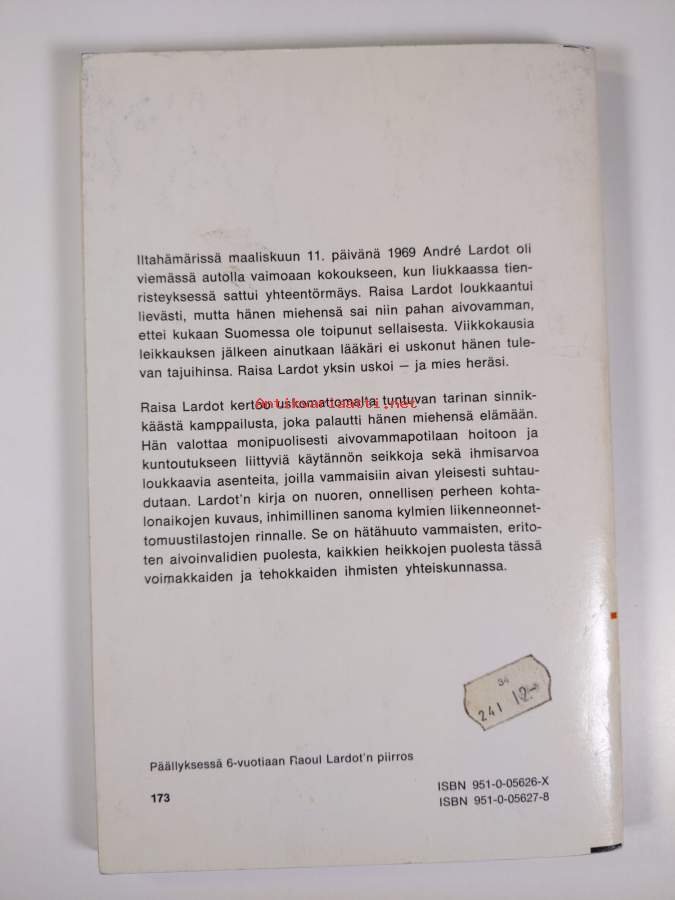 Iltahämärissä maaliskuun 11. päivänä 1969 André Lardot oli
viemässä autolla vaimoaan kokoukseen, kun liukkaassa tien-
risteyksessä sattui yhteentörmäys. Raisa Lardot loukkaantui
lievästi, mutta hänen miehensä sai niin pahan aivovamman,
ettei kukaan Suomessa ole toipunut sellaisesta. Viikkokausia
leikkauksen jälkeen ainutkaan lääkäri ei uskonut hänen tule-
van tajuihinsa. Raisa Lardot yksin uskoi – ja mies heräsi.
Raisa Lardot kertoo uskomattomalta tuntuvan tarinan sinnik-
Antikvariaatti.net
käästä kamppailusta, joka palautti hänen miehensä elämään.
Hän valottaa monipuolisesti aivovammapotilaan hoitoon ja
kuntoutukseen liittyviä käytännön seikkoja sekä ihmisarvoa
loukkaavia asenteita, joilla vammaisiin aivan yleisesti suhtau-
dutaan. Lardot'n kirja on nuoren, onnellisen perheen kohta-
lonaikojen kuvaus, inhimillinen sanoma kylmien liikenneonnet-
tomuustilastojen rinnalle. Se on hätähuuto vammaisten, erito-
ten aivoinvalidien puolesta, kaikkien heikkojen puolesta tässä
voimakkaiden ja tehokkaiden ihmisten yhteiskunnassa.
94
241 12-
Päällyksessä 6-vuotiaan Raoul Lardot'n piirros
173
ISBN 951-0-05626-X
ISBN 951-0-05627-8